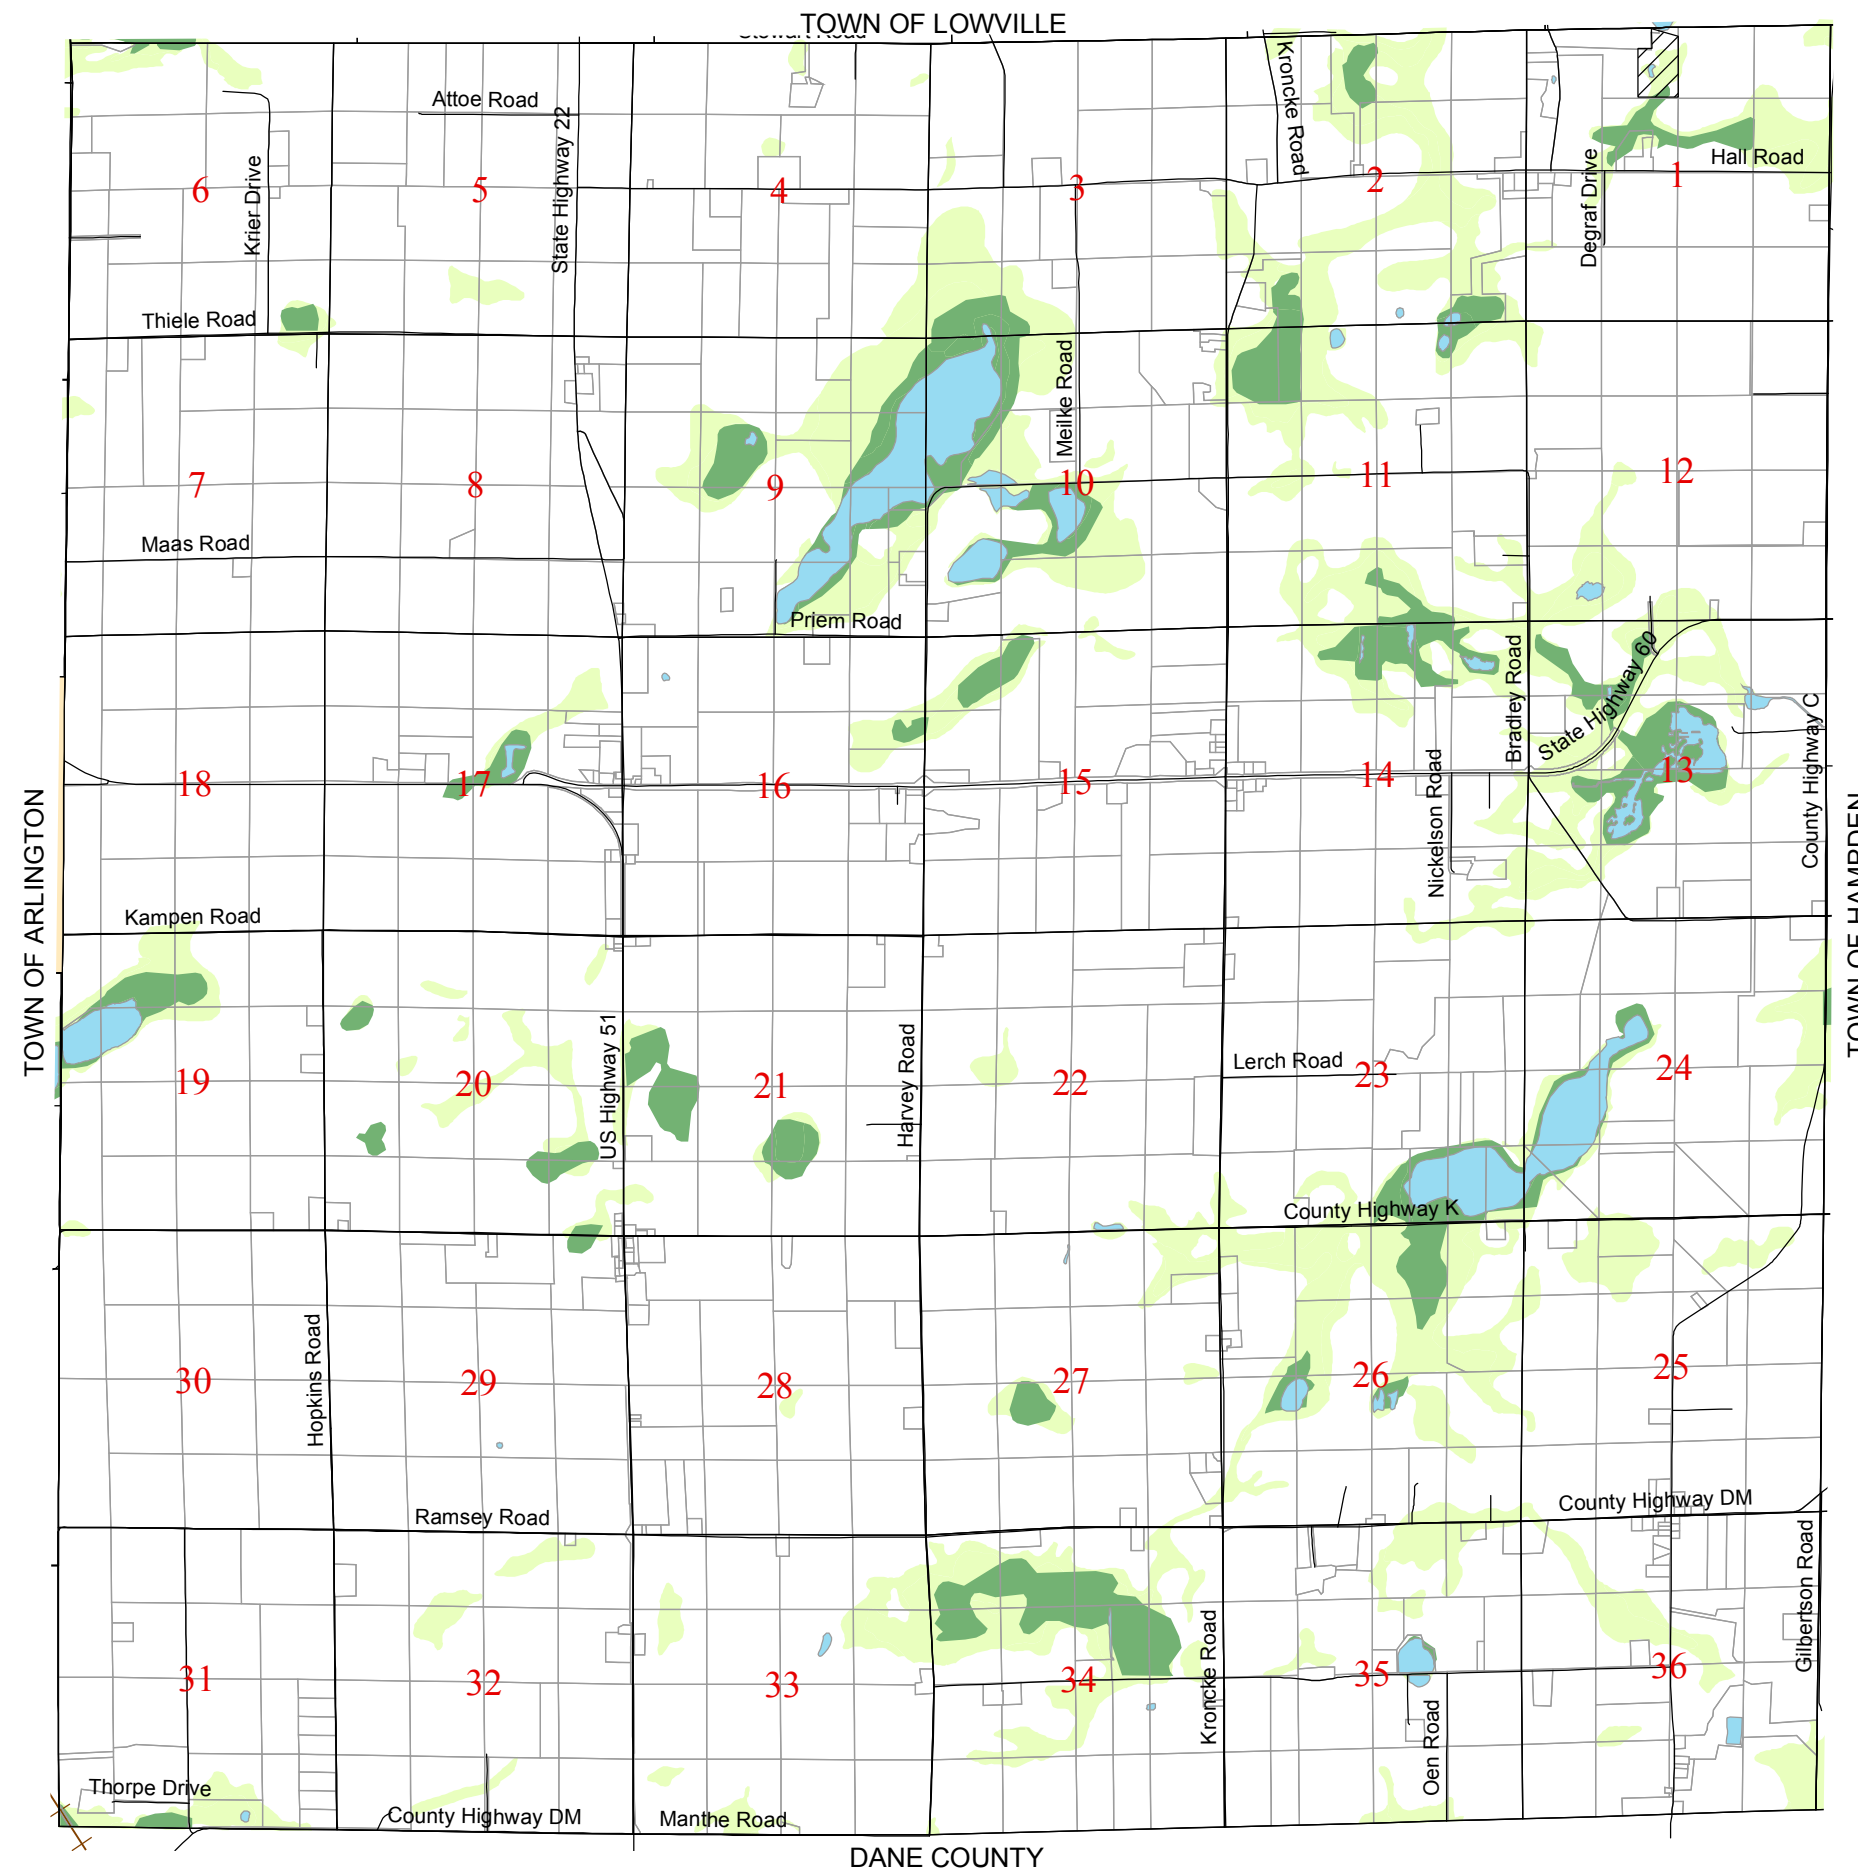 TOWN OF LOWVILLE
Stewart Road
Attoe Road
State Highway 22
Kroncke Road
Hall Road
Degraf Drive
Krier Drive
6
5
4
3
2
1
Thiele Road
Meilke Road
7
8
9
10
11
12
Maas Road
Priem Road
Bradley Road
State Highway 60
County Highway C
Nickelson Road
18
17
16
15
14
13
TOWN OF ARLINGTON
TOWN OF HAMPDEN
Kampen Road
US Highway 51
Harvey Road
Lerch Road
19
20
21
22
23
24
County Highway K
Hopkins Road
30
29
28
27
26
25
Ramsey Road
County Highway DM
Gilbertson Road
Kroncke Road
31
32
33
34
35
36
Oen Road
Thorpe Drive
County Highway DM
Manthe Road
DANE COUNTY